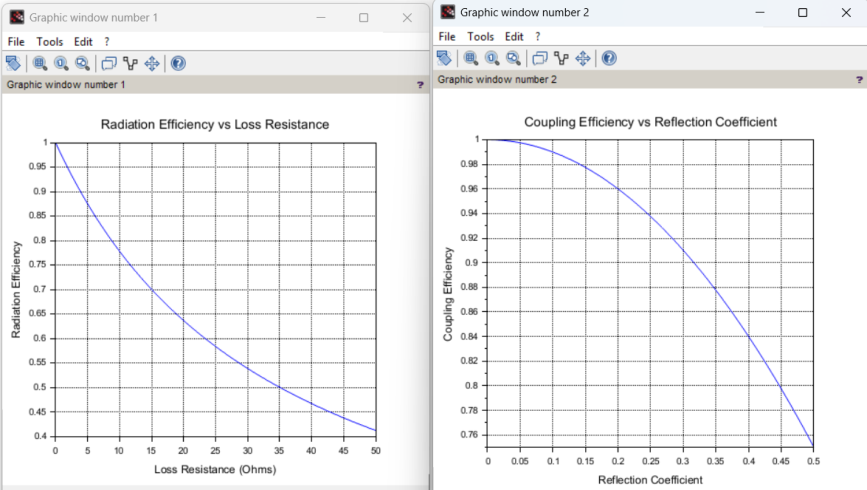 Graphic window number 1
File Tools Edit ?
Graphic window number 1 ?
Radiation Efficiency vs Loss Resistance
1
0.95
0.9
0.85
0.8
0.75
0.7
0.65
0.6
0.55
0.5
0.45
0.4
Radiation Efficiency
0 5 10 15 20 25 30 35 40 45 50
Loss Resistance (Ohms)
Graphic window number 2
File Tools Edit ?
Graphic window number 2 ?
Coupling Efficiency vs Reflection Coefficient
1
0.98
0.96
0.94
0.92
0.9
0.88
0.86
0.84
0.82
0.8
0.78
0.76
Coupling Efficiency
0 0.05 0.1 0.15 0.2 0.25 0.3 0.35 0.4 0.45 0.5
Reflection Coefficient